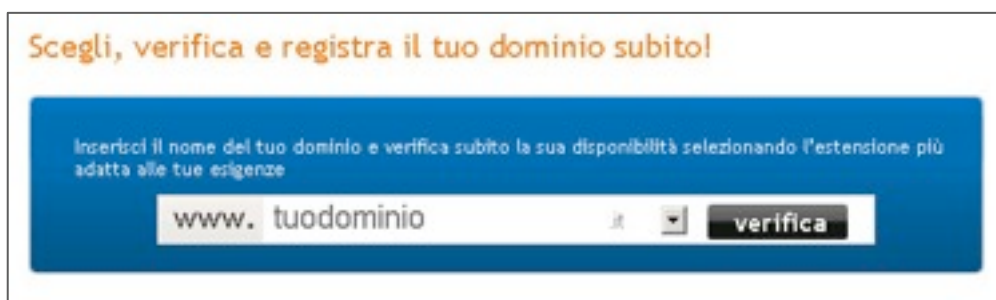 Scegli, verifica e registra il tuo dominio subito!
Inserisci il nome del tuo dominio e verifica subito la sua disponibilità selezionando l'estensione più
adatta alle tue esigenze
www. tuodominio .it verifica